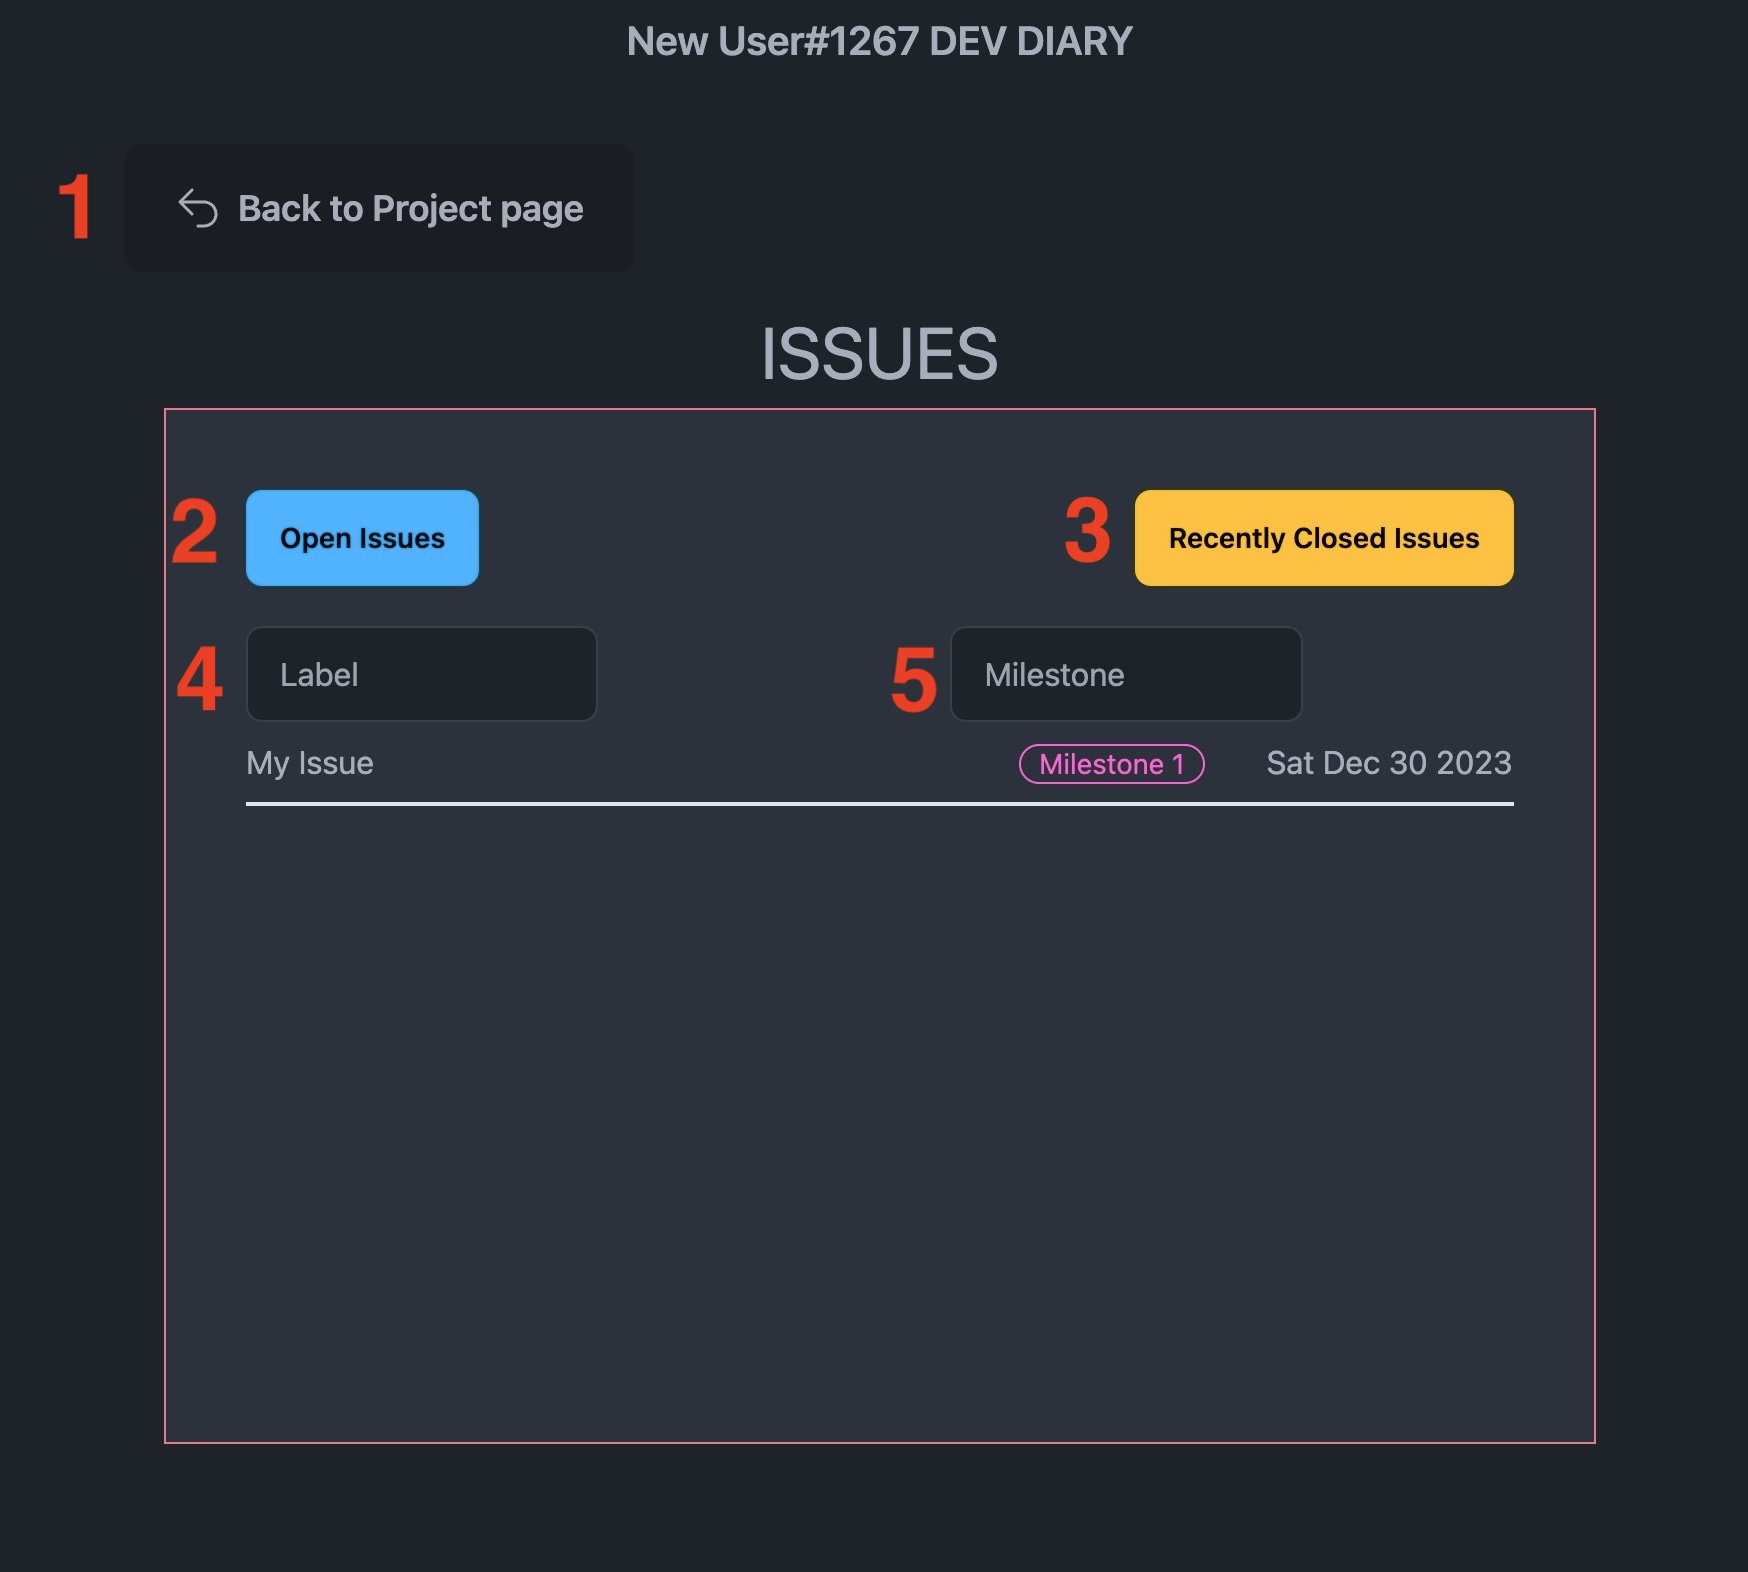 New User#1267 DEV DIARY
1 Back to Project page
ISSUES
2 Open Issues 3 Recently Closed Issues
4 Label 5 Milestone
My Issue Milestone 1 Sat Dec 30 2023